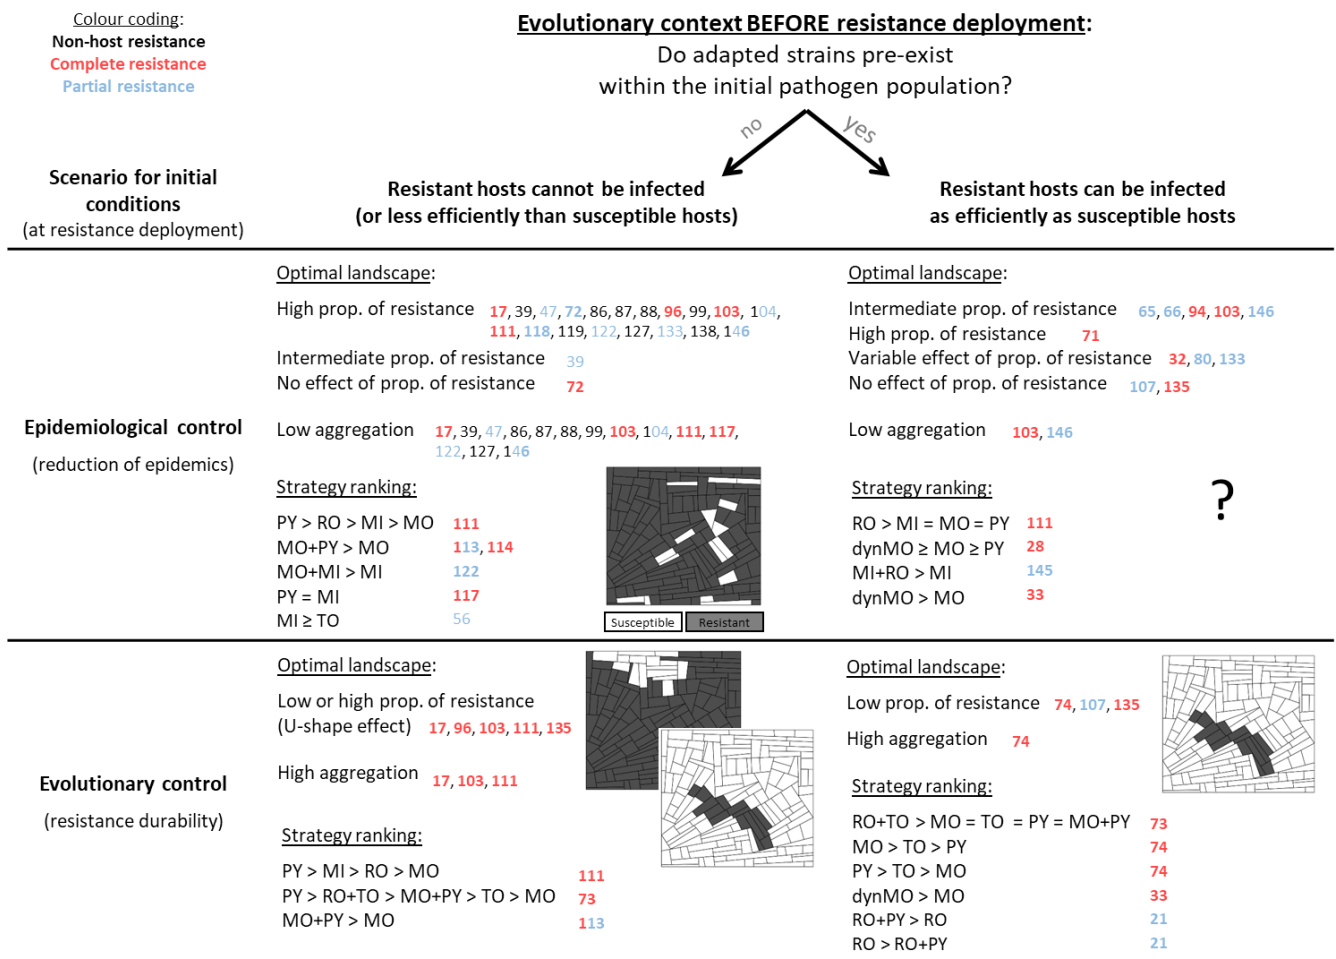 Colour coding:
Non-host resistance
Complete resistance
Partial resistance
Evolutionary context BEFORE resistance deployment:
Do adapted strains pre-exist
within the initial pathogen population?
no
yes
Scenario for initial
conditions
(at resistance deployment)
Resistant hosts cannot be infected
(or less efficiently than susceptible hosts)
Resistant hosts can be infected
as efficiently as susceptible hosts
Epidemiological control
(reduction of epidemics)
Optimal landscape:
High prop. of resistance 17, 39, 47, 72, 86, 87, 88, 96, 99, 103, 104,
111, 118, 119, 122, 127, 133, 138, 146
Intermediate prop. of resistance 39
No effect of prop. of resistance 72
Low aggregation 17, 39, 47, 86, 87, 88, 99, 103, 104, 111, 117,
122, 127, 146
Strategy ranking:
PY > RO > MI > MO 111
MO+PY > MO 113, 114
MO+MI > MI 122
PY = MI 117
MI ≥ TO 56
Susceptible
Resistant
Optimal landscape:
Intermediate prop. of resistance 65, 66, 94, 103, 146
High prop. of resistance 71
Variable effect of prop. of resistance 32, 80, 133
No effect of prop. of resistance 107, 135
Low aggregation 103, 146
Strategy ranking:
?
RO > MI = MO = PY 111
dynMO ≥ MO ≥ PY 28
MI+RO > MI 145
dynMO > MO 33
Evolutionary control
(resistance durability)
Optimal landscape:
Low or high prop. of resistance
(U-shape effect) 17, 96, 103, 111, 135
High aggregation 17, 103, 111
Strategy ranking:
PY > MI > RO > MO 111
PY > RO+TO > MO+PY > TO > MO 73
MO+PY > MO 113
Optimal landscape:
Low prop. of resistance 74, 107, 135
High aggregation 74
Strategy ranking:
RO+TO > MO = TO = PY = MO+PY 73
MO > TO > PY 74
PY > TO > MO 74
dynMO > MO 33
RO+PY > RO 21
RO > RO+PY 21